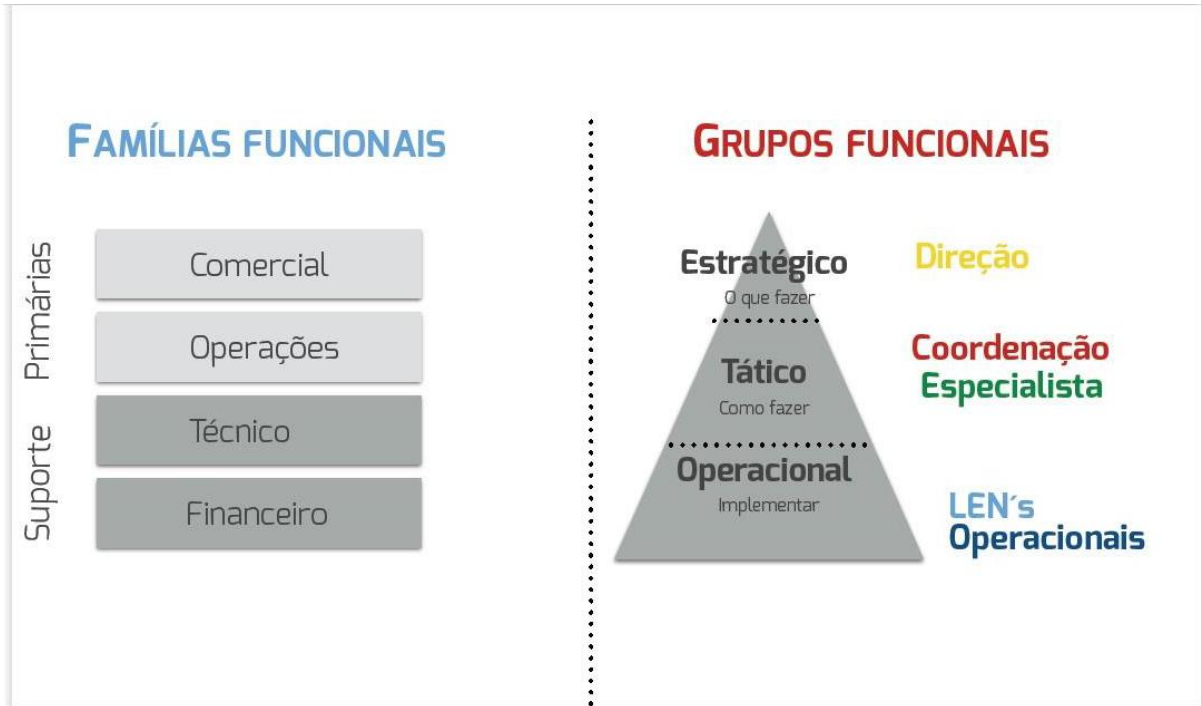 FAMÍLIAS FUNCIONAIS
Primárias
Comercial
Operações
Suporte
Técnico
Financeiro
GRUPOS FUNCIONAIS
Estratégico
O que fazer
Direção
Tático
Como fazer
Coordenação
Especialista
Operacional
Implementar
LEN´s
Operacionais